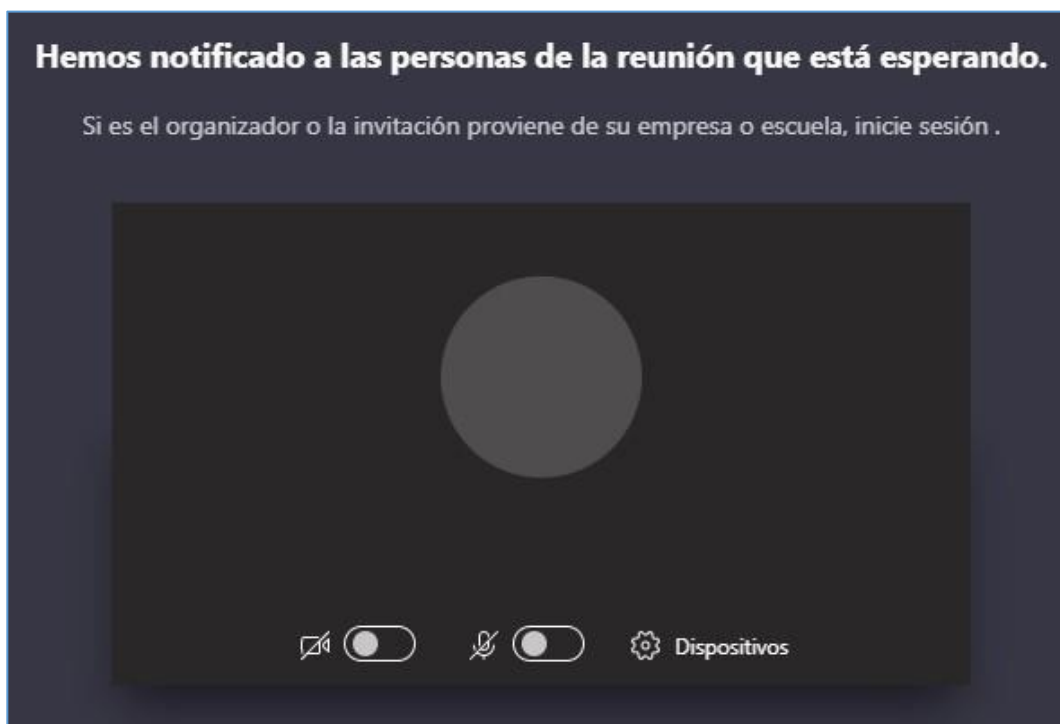 Hemos notificado a las personas de la reunión que está esperando.
Si es el organizador o la invitación proviene de su empresa o escuela, inicie sesión .
Dispositivos